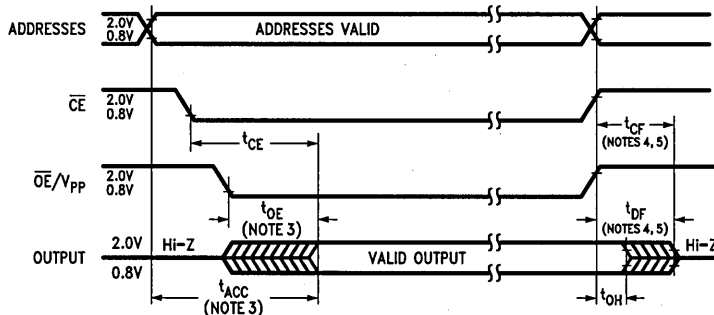 ADDRESSES 2.0V 0.8V ADDRESSES VALID
CE 2.0V 0.8V
tCE tCF
(NOTES 4, 5)
OE/VPP 2.0V 0.8V
tOE tDF
(NOTE 3) (NOTES 4,5)
OUTPUT 2.0V 0.8V Hi-Z VALID OUTPUT Hi-Z
tACC tOH
(NOTE 3)